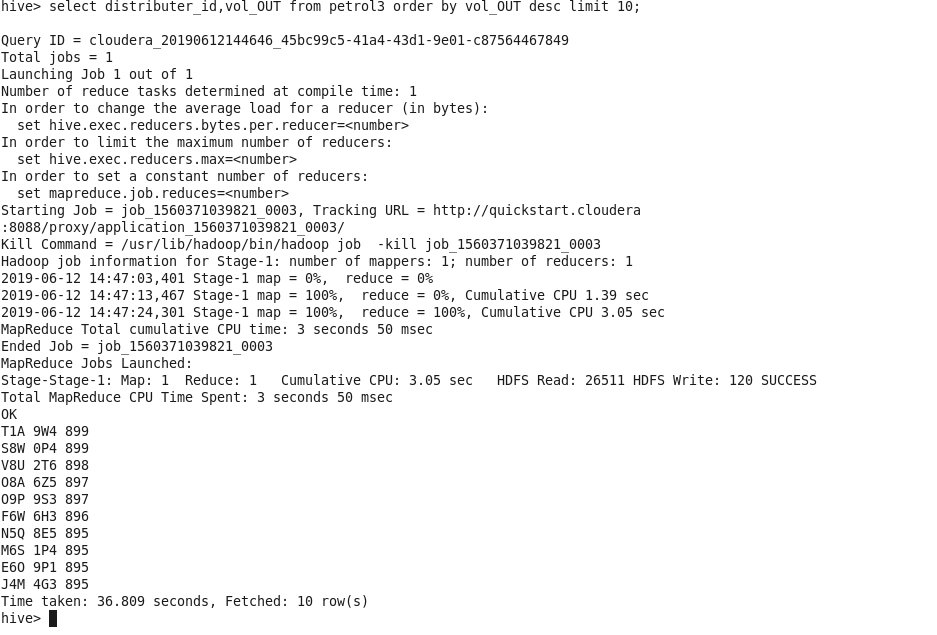 hive> select distributer_id,vol_OUT from petrol3 order by vol_OUT desc limit 10;
Query ID = cloudera_20190612144646_45bc99c5-41a4-43d1-9e01-c87564467849
Total jobs = 1
Launching Job 1 out of 1
Number of reduce tasks determined at compile time: 1
In order to change the average load for a reducer (in bytes):
  set hive.exec.reducers.bytes.per.reducer=<number>
In order to limit the maximum number of reducers:
  set hive.exec.reducers.max=<number>
In order to set a constant number of reducers:
  set mapreduce.job.reduces=<number>
Starting Job = job_1560371039821_0003, Tracking URL = http://quickstart.cloudera
:8088/proxy/application_1560371039821_0003/
Kill Command = /usr/lib/hadoop/bin/hadoop job  -kill job_1560371039821_0003
Hadoop job information for Stage-1: number of mappers: 1; number of reducers: 1
2019-06-12 14:47:03,401 Stage-1 map = 0%,  reduce = 0%
2019-06-12 14:47:13,467 Stage-1 map = 100%,  reduce = 0%, Cumulative CPU 1.39 sec
2019-06-12 14:47:24,301 Stage-1 map = 100%,  reduce = 100%, Cumulative CPU 3.05 sec
MapReduce Total cumulative CPU time: 3 seconds 50 msec
Ended Job = job_1560371039821_0003
MapReduce Jobs Launched:
Stage-Stage-1: Map: 1  Reduce: 1   Cumulative CPU: 3.05 sec   HDFS Read: 26511 HDFS Write: 120 SUCCESS
Total MapReduce CPU Time Spent: 3 seconds 50 msec
OK
T1A 9W4 899
S8W 0P4 899
V8U 2T6 898
O8A 6Z5 897
O9P 9S3 897
F6W 6H3 896
N5Q 8E5 895
M6S 1P4 895
E6O 9P1 895
J4M 4G3 895
Time taken: 36.809 seconds, Fetched: 10 row(s)
hive>